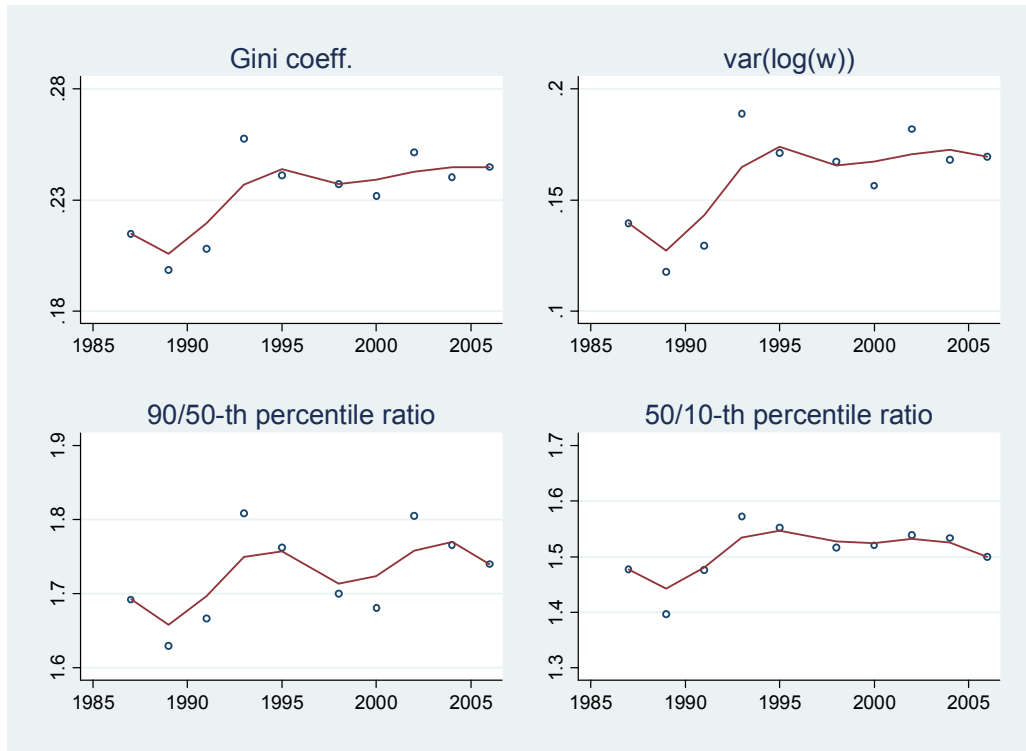 Gini coeff.
.28
.23
.18
1985 1990 1995 2000 2005
var(log(w))
.2
.15
.1
1985 1990 1995 2000 2005
90/50-th percentile ratio
1.9
1.8
1.7
1.6
1985 1990 1995 2000 2005
50/10-th percentile ratio
1.7
1.6
1.5
1.4
1.3
1985 1990 1995 2000 2005